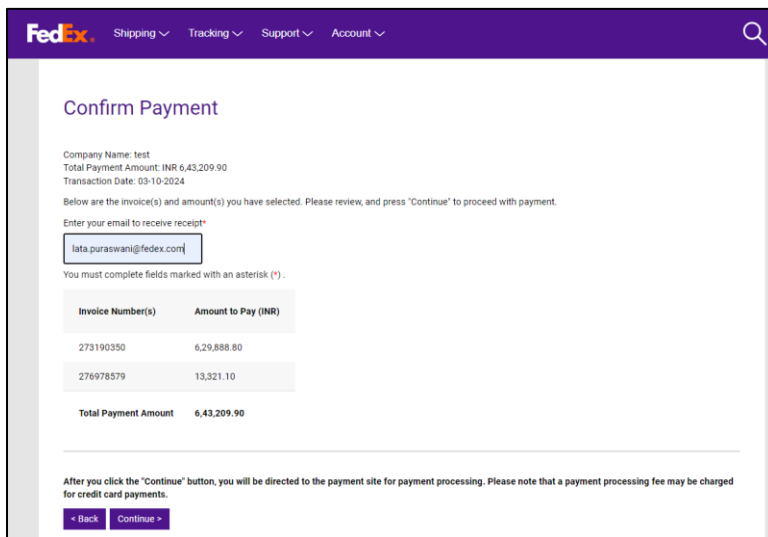 FedEx. Shipping Tracking Support Account
Confirm Payment
Company Name: test
Total Payment Amount: INR 6,43,209.90
Transaction Date: 03-10-2024
Below are the invoice(s) and amount(s) you have selected. Please review, and press "Continue" to proceed with payment.
Enter your email to receive receipt*
lata.puraswani@fedex.com
You must complete fields marked with an asterisk (*) .
Invoice Number(s) Amount to Pay (INR)
273190350 6,29,888.80
276978579 13,321.10
Total Payment Amount 6,43,209.90
After you click the "Continue" button, you will be directed to the payment site for payment processing. Please note that a payment processing fee may be charged
for credit card payments.
< Back Continue >